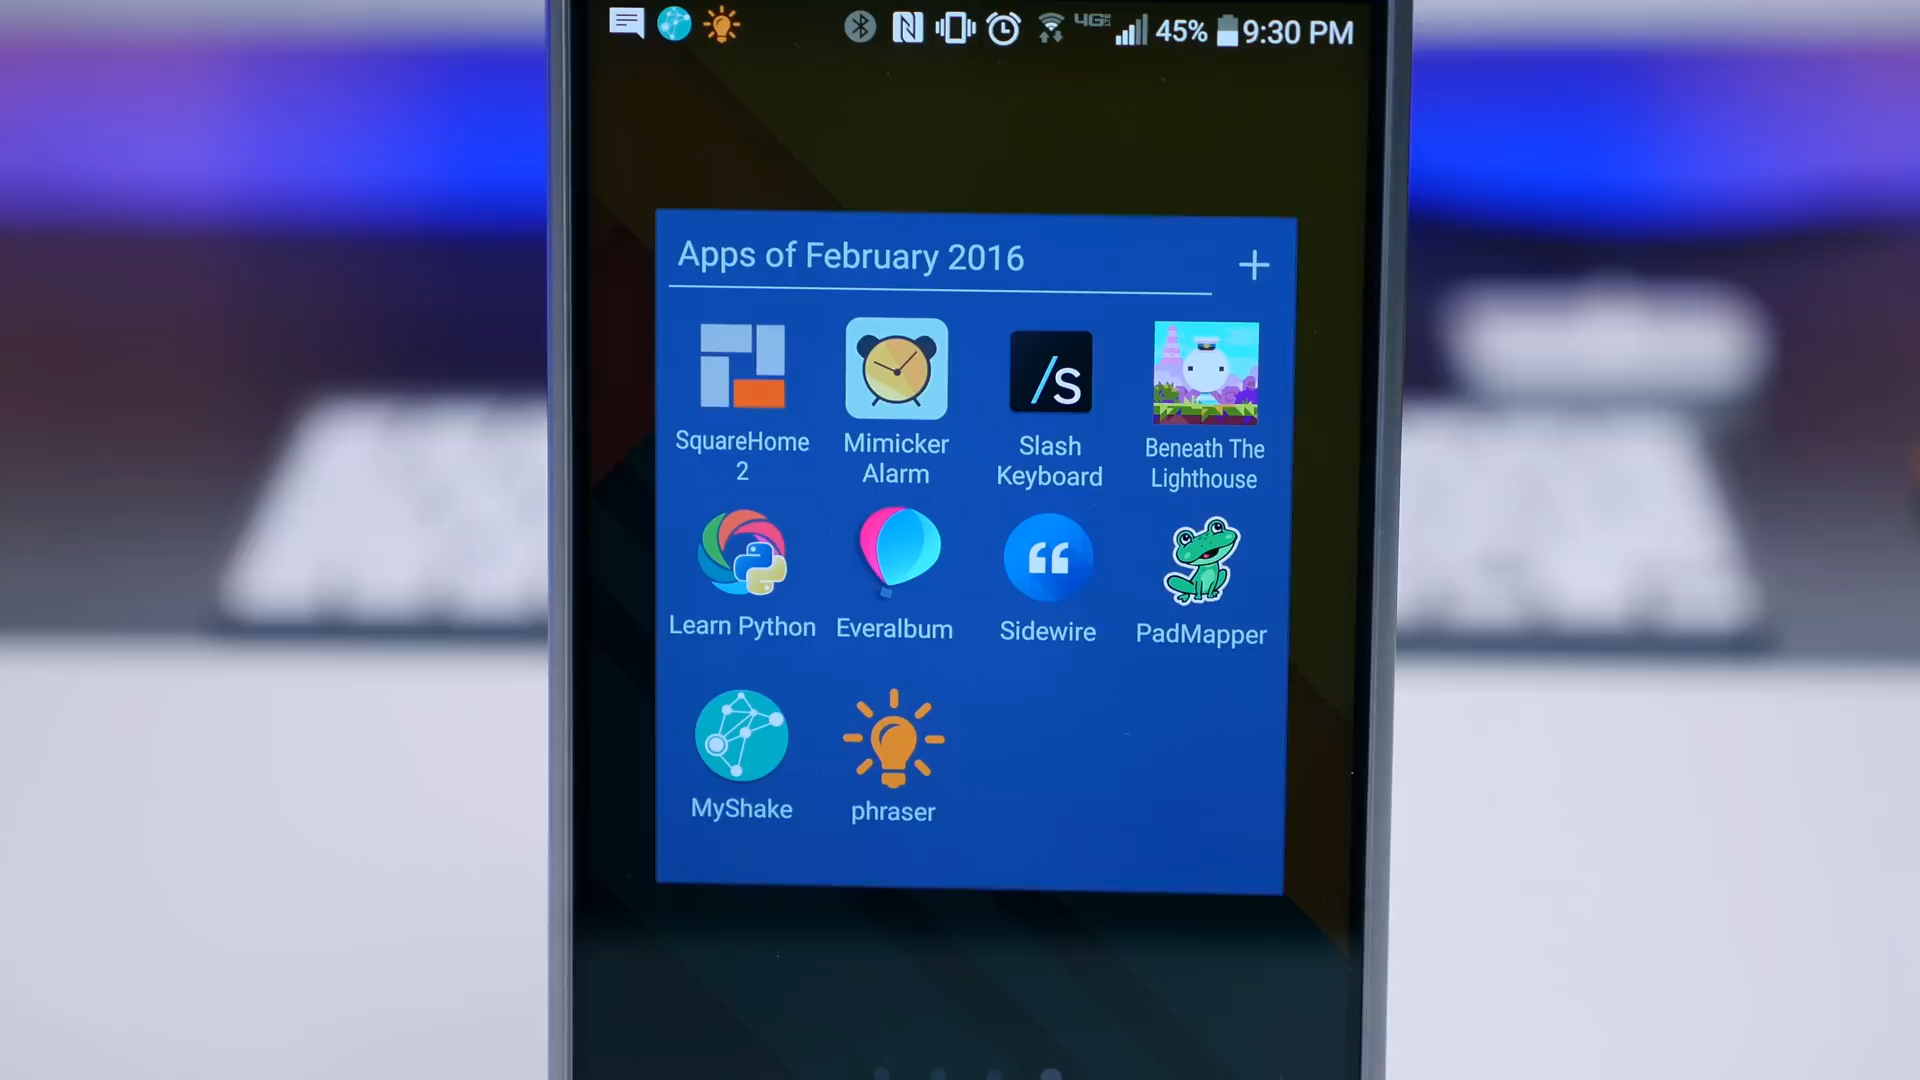 4G 45% 9:30 PM
Apps of February 2016 +
SquareHome 2
Mimicker Alarm
/s
Slash Keyboard
Beneath The Lighthouse
Learn Python
Everalbum
Sidewire
PadMapper
MyShake
phraser